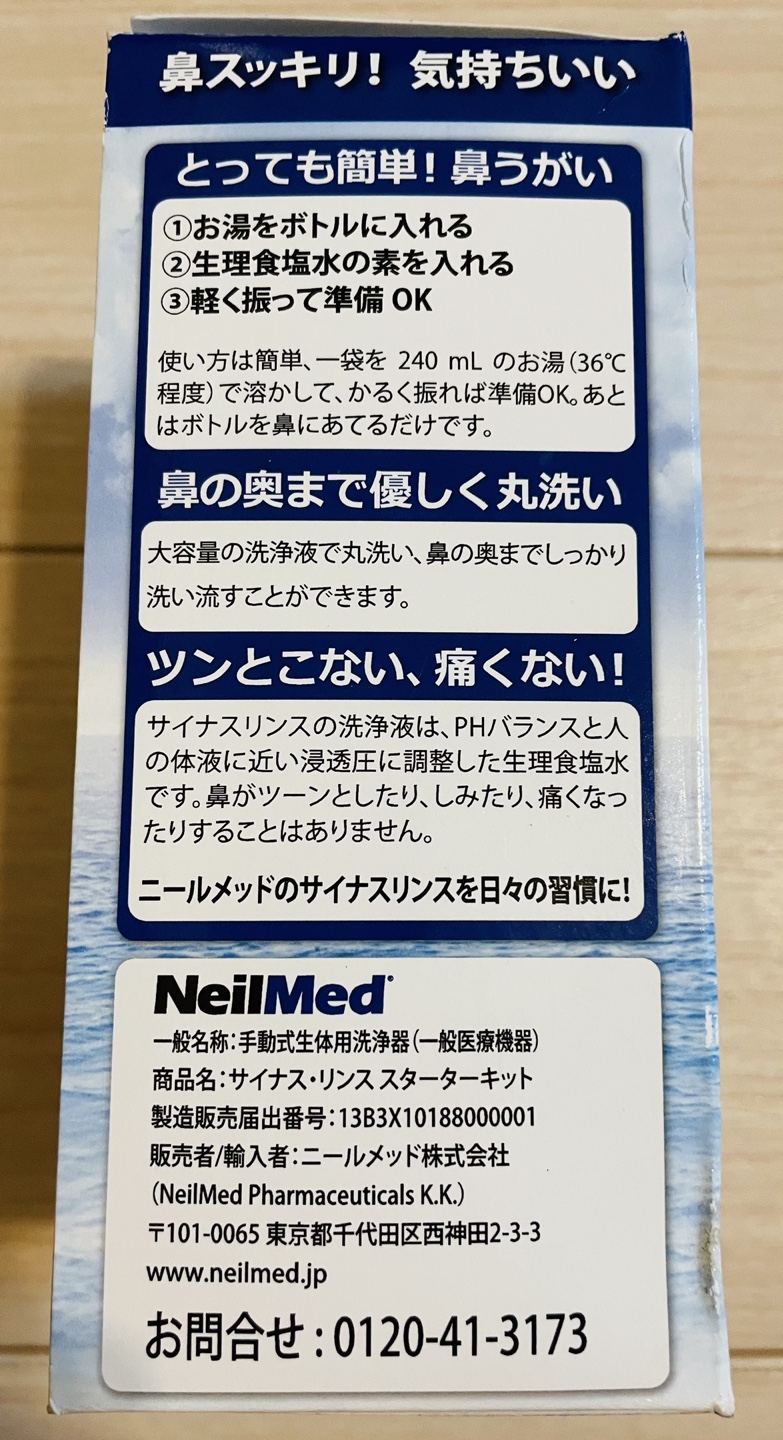 鼻スッキリ! 気持ちいい
とっても簡単! 鼻うがい
①お湯をボトルに入れる
②生理食塩水の素を入れる
③軽く振って準備 OK
使い方は簡単、一袋を 240 mL のお湯(36℃
程度)で溶かして、かるく振れば準備OK。あと
はボトルを鼻にあてるだけです。
鼻の奥まで優しく丸洗い
大容量の洗浄液で丸洗い、鼻の奥までしっかり
洗い流すことができます。
ツンとこない、痛くない!
サイナスリンスの洗浄液は、PHバランスと人
の体液に近い浸透圧に調整した生理食塩水
です。鼻がツーンとしたり、しみたり、痛くなっ
たりすることはありません。
ニールメッドのサイナスリンスを日々の習慣に!
NeilMed
一般名称:手動式生体用洗浄器(一般医療機器)
商品名:サイナス・リンス スターターキット
製造販売届出番号:13B3X10188000001
販売者/輸入者:ニールメッド株式会社
(NeilMed Pharmaceuticals K.K.)
〒101-0065 東京都千代田区西神田2-3-3
www.neilmed.jp
お問合せ:0120-41-3173